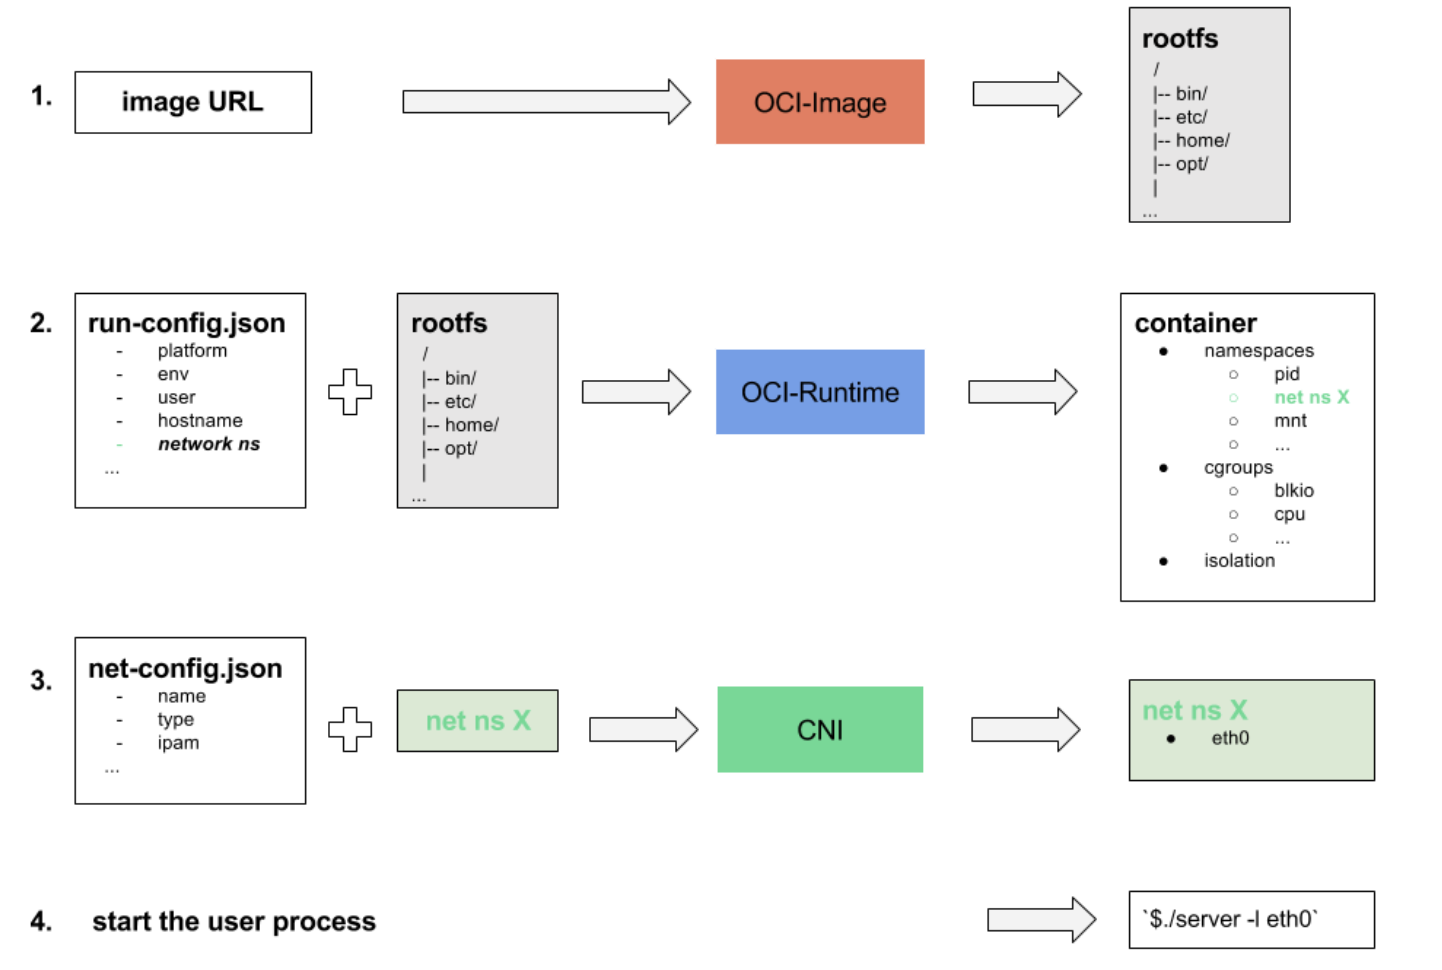 1.
image URL
OCI-Image
rootfs
/
|-- bin/
|-- etc/
|-- home/
|-- opt/
|
...
2.
run-config.json
- platform
- env
- user
- hostname
- network ns
...
rootfs
/
|-- bin/
|-- etc/
|-- home/
|-- opt/
|
...
OCI-Runtime
container
● namespaces
○ pid
○ net ns X
○ mnt
○ ...
● cgroups
○ blkio
○ cpu
○ ...
● isolation
3.
net-config.json
- name
- type
- ipam
...
net ns X
CNI
net ns X
● eth0
4. start the user process
`$./server -l eth0`